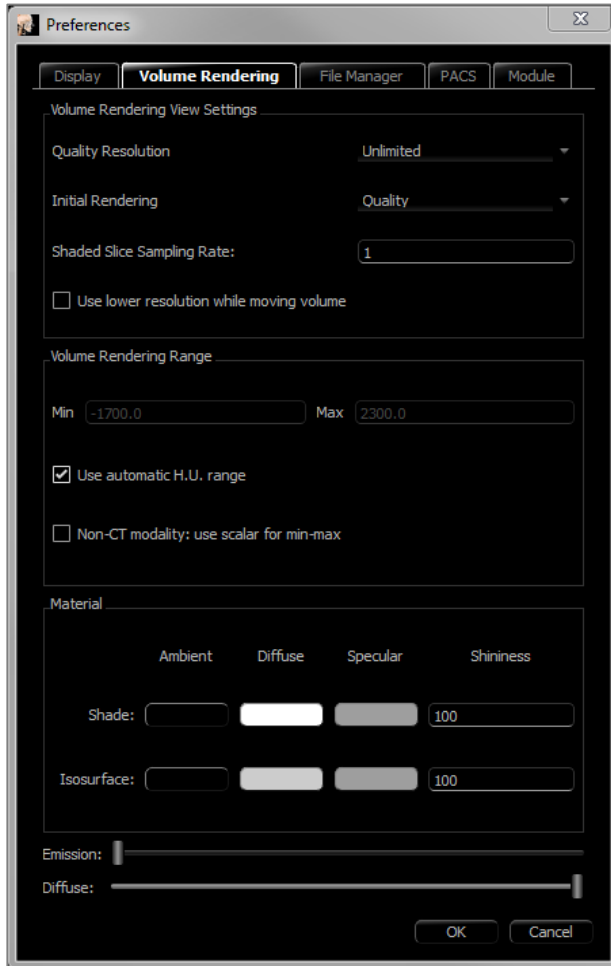 Preferences
Display Volume Rendering File Manager PACS Module
Volume Rendering View Settings
Quality Resolution Unlimited
Initial Rendering Quality
Shaded Slice Sampling Rate: 1
Use lower resolution while moving volume
Volume Rendering Range
Min -1700.0 Max 2300.0
Use automatic H.U. range
Non-CT modality: use scalar for min-max
Material
Ambient Diffuse Specular Shininess
Shade: 100
Isosurface: 100
Emission:
Diffuse:
OK Cancel